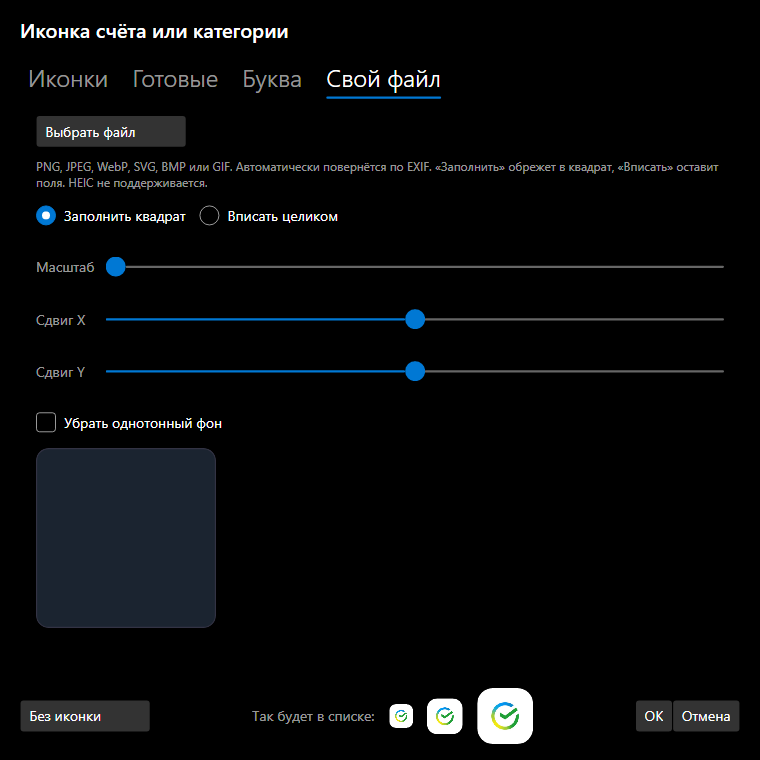 Иконка счёта или категории
Иконки Готовые Буква Свой файл
Выбрать файл
PNG, JPEG, WebP, SVG, BMP или GIF. Автоматически повернётся по EXIF. «Заполнить» обрежет в квадрат, «Вписать» оставит
поля. HEIC не поддерживается.
Заполнить квадрат Вписать целиком
Масштаб
Сдвиг X
Сдвиг Y
Убрать однотонный фон
Без иконки Так будет в списке: OK Отмена